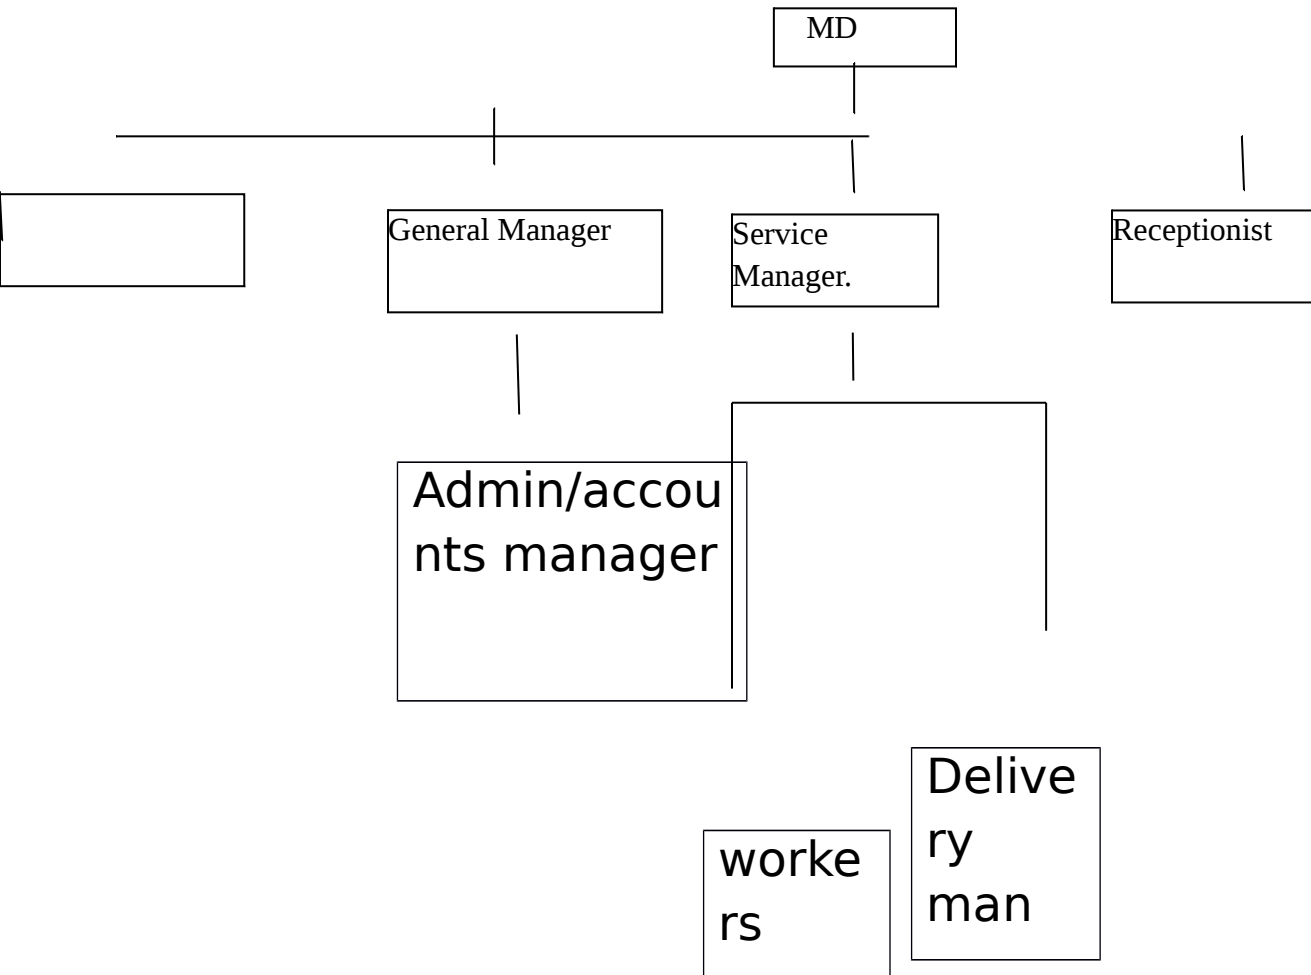 MD
General Manager
Service
Manager.
Receptionist
Admin/accou
nts manager
Delive
ry
man
worke
rs